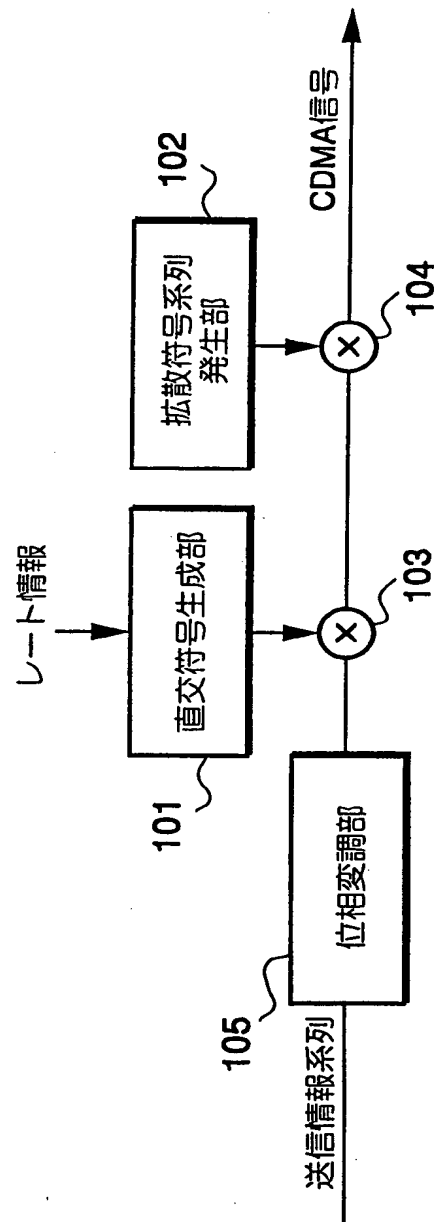 レート情報
101
直交符号生成部
102
拡散符号系列
発生部
送信情報系列
105
位相変調部
×
103
×
104
CDMA信号